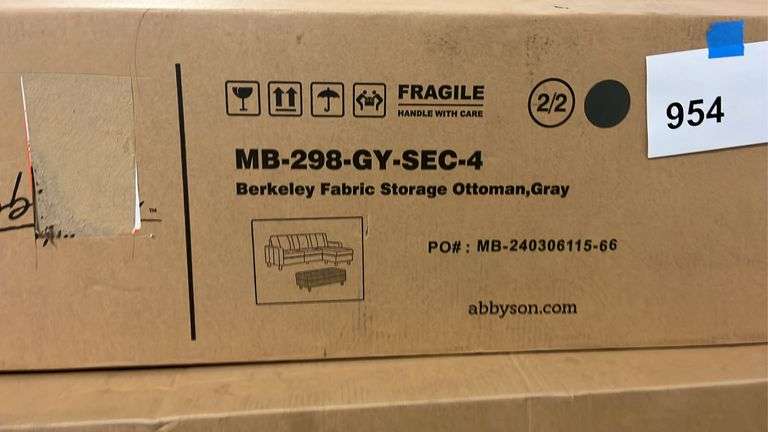 FRAGILE
HANDLE WITH CARE
2/2
954
MB-298-GY-SEC-4
Berkeley Fabric Storage Ottoman,Gray
PO# : MB-240306115-66
abbyson.com
TM